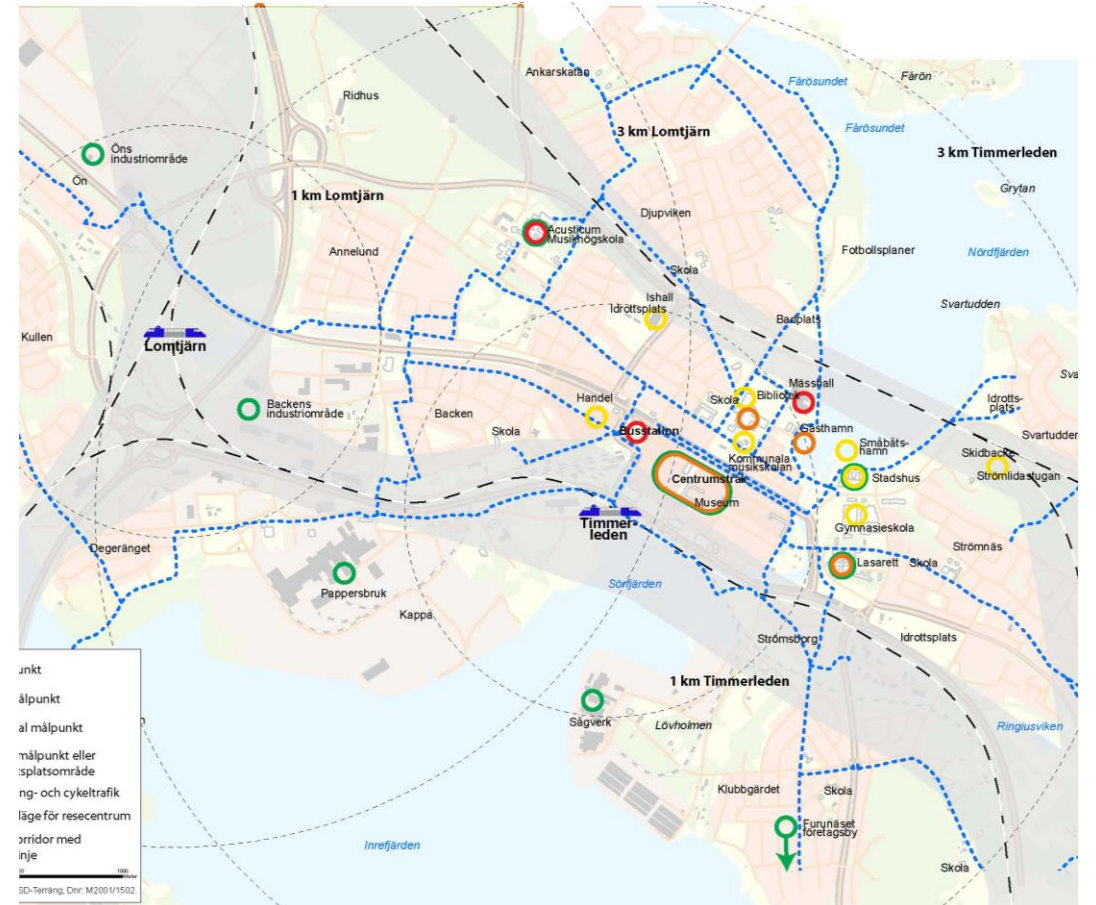 Ankarskatan
Fårösundet
Fårön
Ridhus
3 km Lomtjärn
Fårösundet
Öns
industriområde
3 km Timmerleden
Ön
Grytan
1 km Lomtjärn
Djupviken
Acusticum
Musikhögskola
Annelund
Fotbollsplaner
Nördfjärden
Skola
Ishall
Idrottsplats
Svartudden
Badplats
Kullen
Lomtjärn
Sva
Mässhall
Handel
Skola
Bibliotek
Idrotts-
plats
Backens
industriområde
Backen
Skola
Busstation
Gästhamn
Svartudden
Småbåts-
hamn
Skidbacke
Kommunala
musikskolan
Strömlidastugan
Centrumstråk
Stadshus
Museum
Timmer-
leden
Gymnasieskola
Degeränget
Strömnäs
Lasarett
Skola
Pappersbruk
Sörfjärden
Kappa
Strömsborg
Idrottsplats
unkt
1 km Timmerleden
ålpunkt
Sågverk
Lövholmen
Ringiusviken
al målpunkt
målpunkt eller
tsplatsområde
ng- och cykeltrafik
Klubbgärdet
Skola
läge för resecentrum
Furunäset
företagsby
orridor med
nje
Inrefjärden
Skola
1000
SD-Terräng, Dnr: M2001/1502.